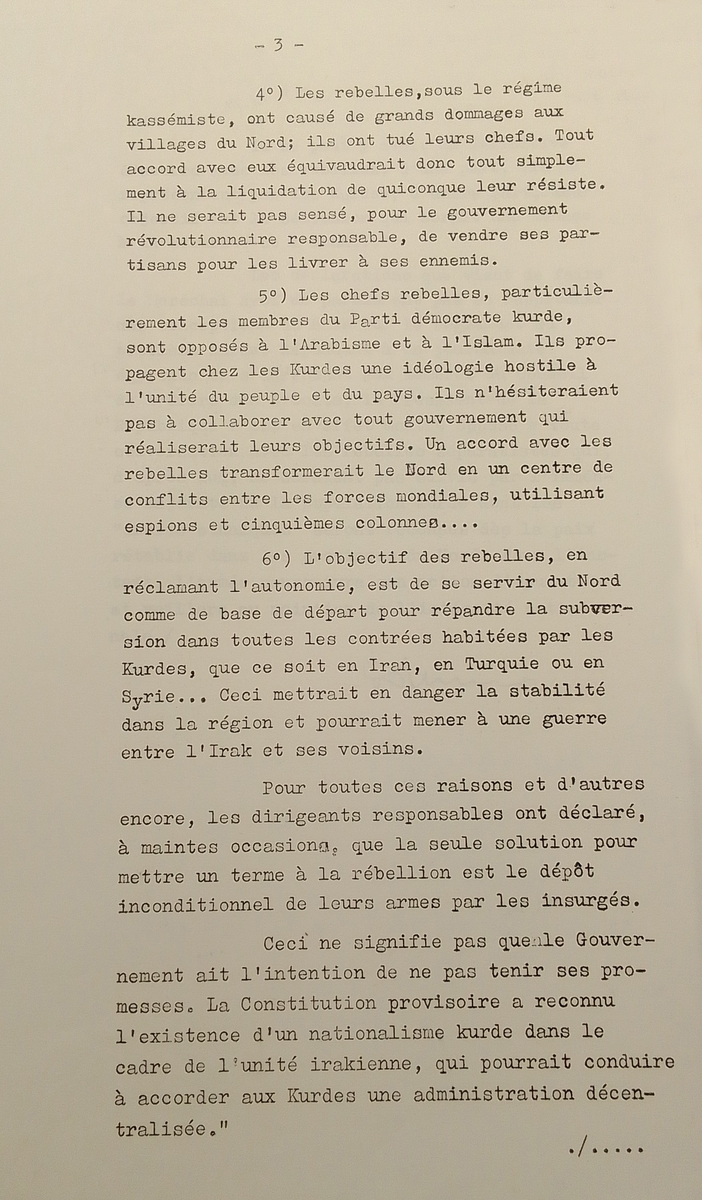 - 3 -
4°) Les rebelles,sous le régime
kassémiste, ont causé de grands dommages aux
villages du Nord; ils ont tué leurs chefs. Tout
accord avec eux équivaudrait donc tout simple-
ment à la liquidation de quiconque leur résiste.
Il ne serait pas sensé, pour le gouvernement
révolutionnaire responsable, de vendre ses par-
tisans pour les livrer à ses ennemis.
5°) Les chefs rebelles, particuliè-
rement les membres du Parti démocrate kurde,
sont opposés à l'Arabisme et à l'Islam. Ils pro-
pagent chez les Kurdes une idéologie hostile à
l'unité du peuple et du pays. Ils n'hésiteraient
pas à collaborer avec tout gouvernement qui
réaliserait leurs objectifs. Un accord avec les
rebelles transformerait le Nord en un centre de
conflits entre les forces mondiales, utilisant
espions et cinquièmes colonnes....
6°) L'objectif des rebelles, en
réclamant l'autonomie, est de se servir du Nord
comme de base de départ pour répandre la subver-
sion dans toutes les contrées habitées par les
Kurdes, que ce soit en Iran, en Turquie ou en
Syrie... Ceci mettrait en danger la stabilité
dans la région et pourrait mener à une guerre
entre l'Irak et ses voisins.
Pour toutes ces raisons et d'autres
encore, les dirigeants responsables ont déclaré,
à maintes occasions, que la seule solution pour
mettre un terme à la rébellion est le dépôt
inconditionnel de leurs armes par les insurgés.
Ceci ne signifie pas que le Gouver-
nement ait l'intention de ne pas tenir ses pro-
messes. La Constitution provisoire a reconnu
l'existence d'un nationalisme kurde dans le
cadre de l'unité irakienne, qui pourrait conduire
à accorder aux Kurdes une administration décen-
tralisée."
./.....